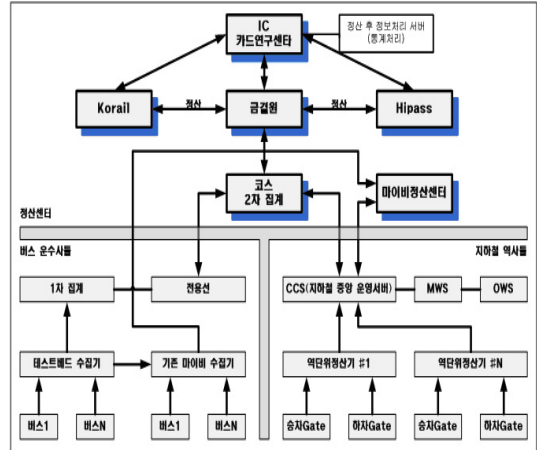 IC
카드연구센타
정산 후 정보처리 서버
(통계처리)
Korail
정산
금결원
정산
Hipass
코스
2차 집계
마이비정산센타
정산센타
버스 운수사들
지하철 역사들
1차 집계
전용선
CCS(지하철 중앙 운영서버)
MWS
OWS
테스트베드 수집기
기존 마이비 수집기
역단위정산기 #1
역단위정산기 #N
버스1
버스N
버스1
버스N
승차Gate
하차Gate
승차Gate
하차Gate